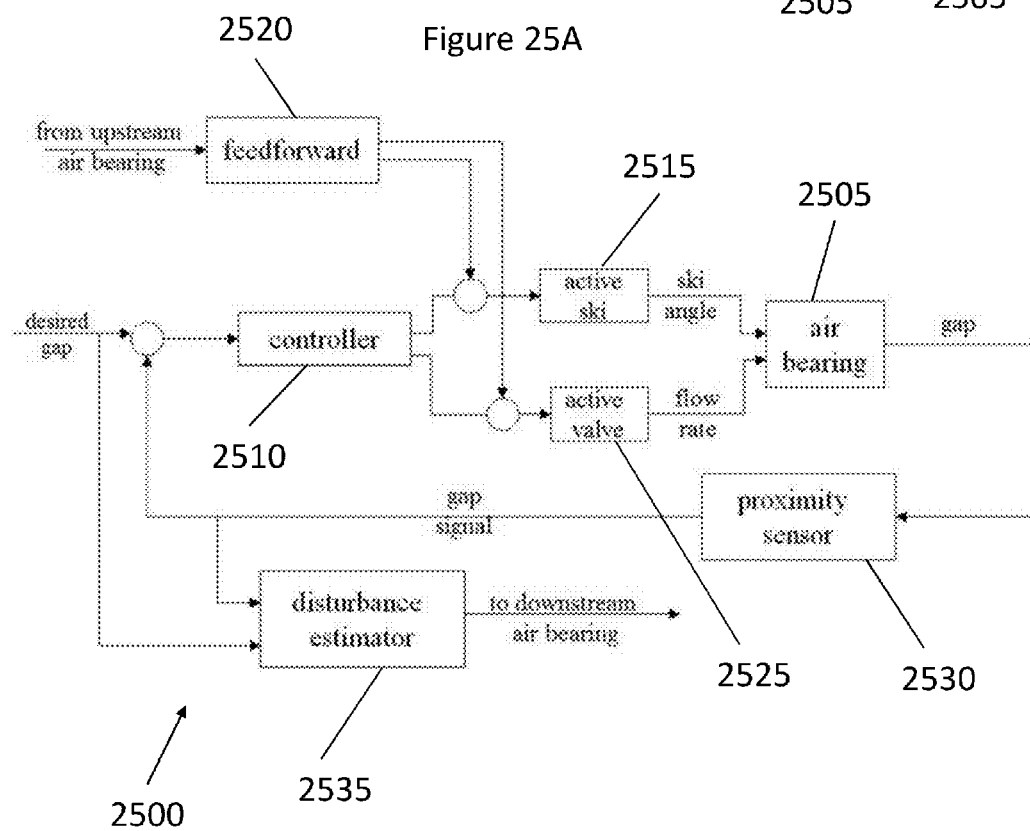 2520
Figure 25A
from upstream
air bearing
feedforward
2515
2505
active
ski
ski
angle
air
bearing
gap
desired
gap
controller
2510
active
valve
flow
rate
gap
signal
proximity
sensor
disturbance
estimator
to downstream
air bearing
2525
2530
2535
2500